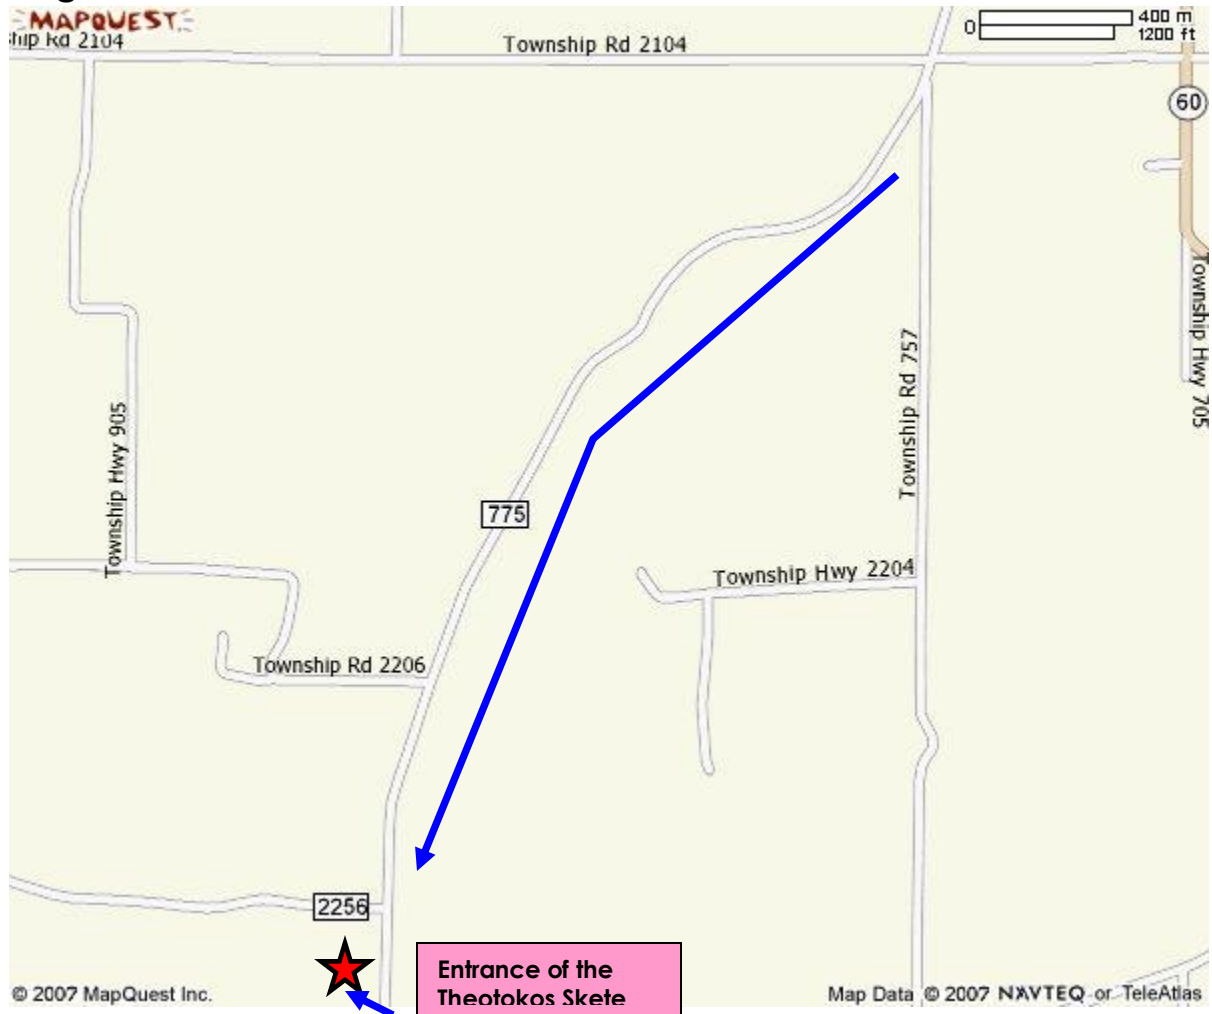 MAPQUEST
0
400 m
1200 ft
Township Rd 2104
60
Township Hwy 705
Township Rd 757
Township Hwy 905
775
Township Hwy 2204
Township Rd 2206
2256
Entrance of the
Theotokos Skete
© 2007 MapQuest Inc.
Map Data © 2007 NAVTEQ or TeleAtlas